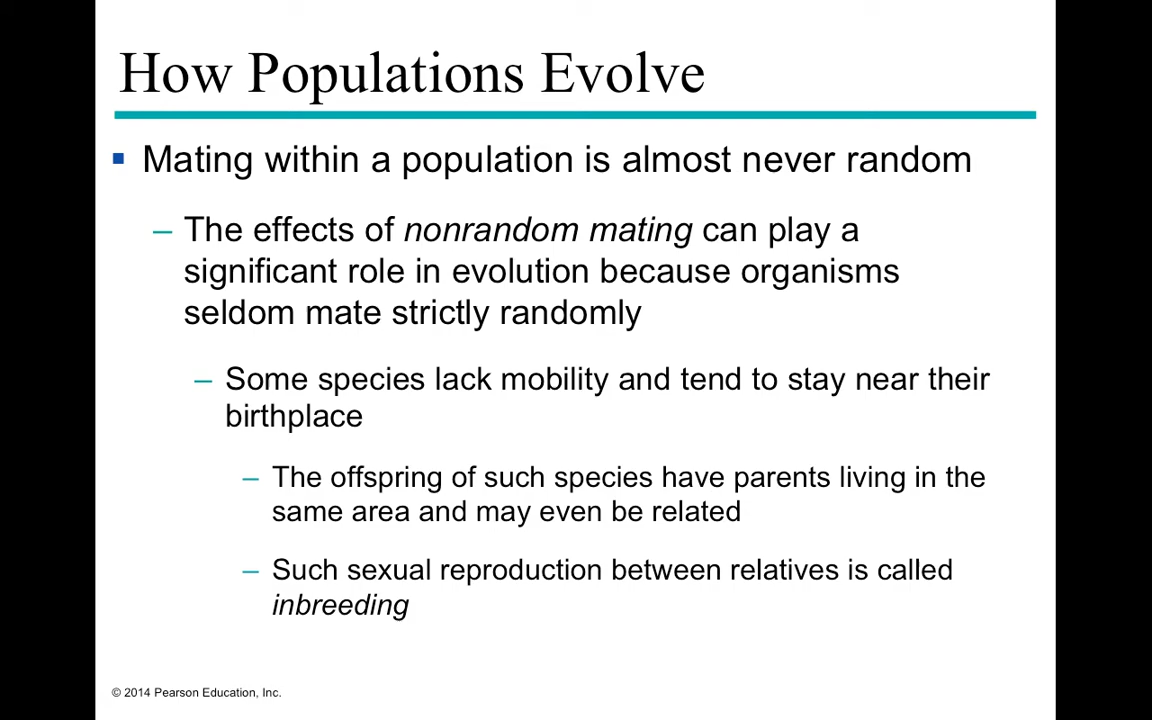 How Populations Evolve
▪ Mating within a population is almost never random
– The effects of nonrandom mating can play a
significant role in evolution because organisms
seldom mate strictly randomly
– Some species lack mobility and tend to stay near their
birthplace
– The offspring of such species have parents living in the
same area and may even be related
– Such sexual reproduction between relatives is called
inbreeding
© 2014 Pearson Education, Inc.